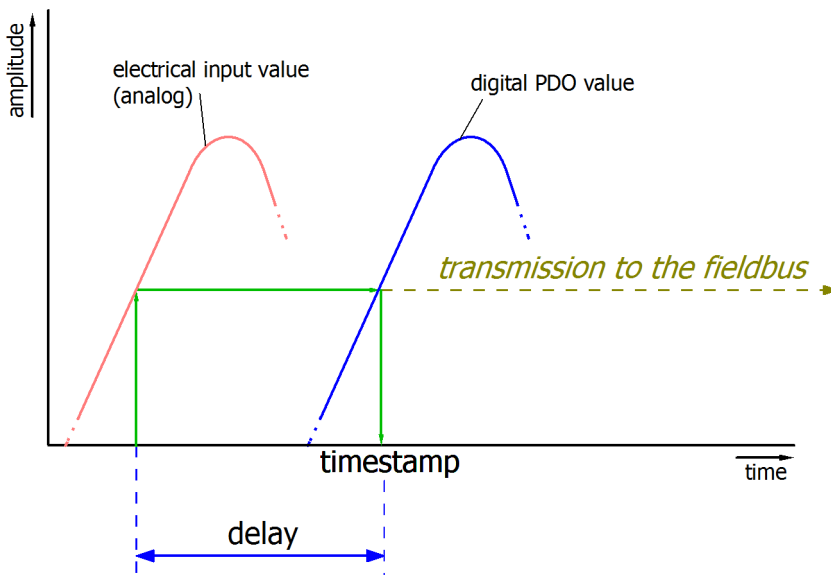 amplitude
electrical input value
(analog)
digital PDO value
transmission to the fieldbus
timestamp
time
delay